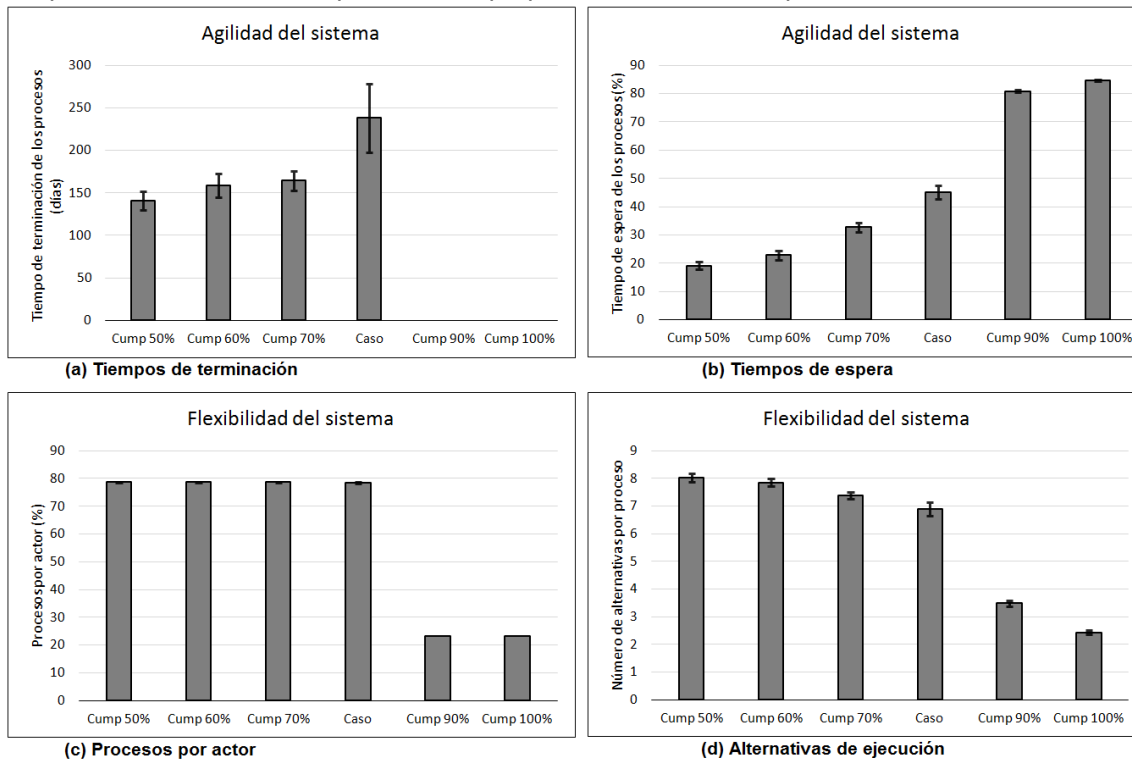 Agilidad del sistema
Tiempo de terminación de los procesos
(días)
300
250
200
150
100
50
0
Cump 50% Cump 60% Cump 70% Caso Cump 90% Cump 100%
(a) Tiempos de terminación
Agilidad del sistema
Tiempo de espera de los procesos (%)
90
80
70
60
50
40
30
20
10
0
Cump 50% Cump 60% Cump 70% Caso Cump 90% Cump 100%
(b) Tiempos de espera
Flexibilidad del sistema
Procesos por actor (%)
90
80
70
60
50
40
30
20
10
0
Cump 50% Cump 60% Cump 70% Caso Cump 90% Cump 100%
(c) Procesos por actor
Flexibilidad del sistema
Número de alternativas por proceso
9
8
7
6
5
4
3
2
1
0
Cump 50% Cump 60% Cump 70% Caso Cump 90% Cump 100%
(d) Alternativas de ejecución